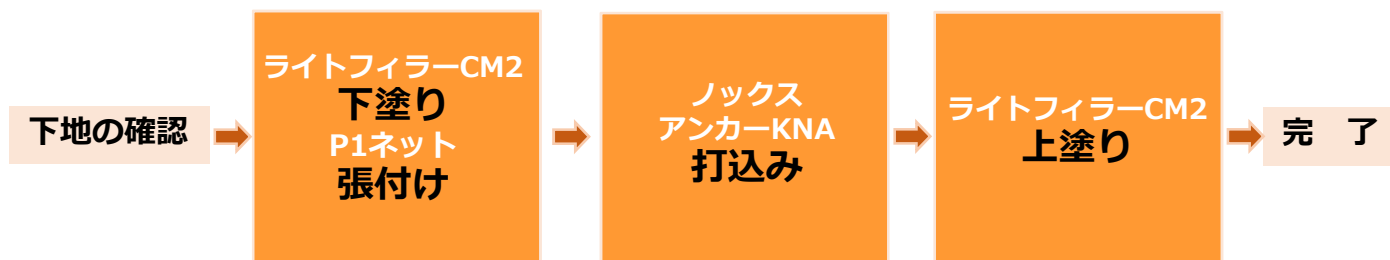 下地の確認
ライトフィラーCM2
下塗り
P1ネット
張付け
ノックス
アンカーKNA
打込み
ライトフィラーCM2
上塗り
完　了